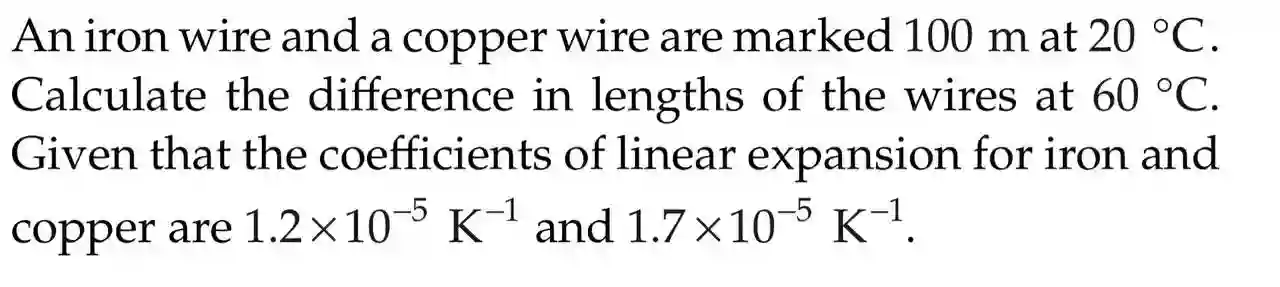 An iron wire and a copper wire are marked 100 m at 20 °C.
Calculate the difference in lengths of the wires at 60 °C.
Given that the coefficients of linear expansion for iron and
copper are 1.2×10⁻⁵ K⁻¹ and 1.7×10⁻⁵ K⁻¹.